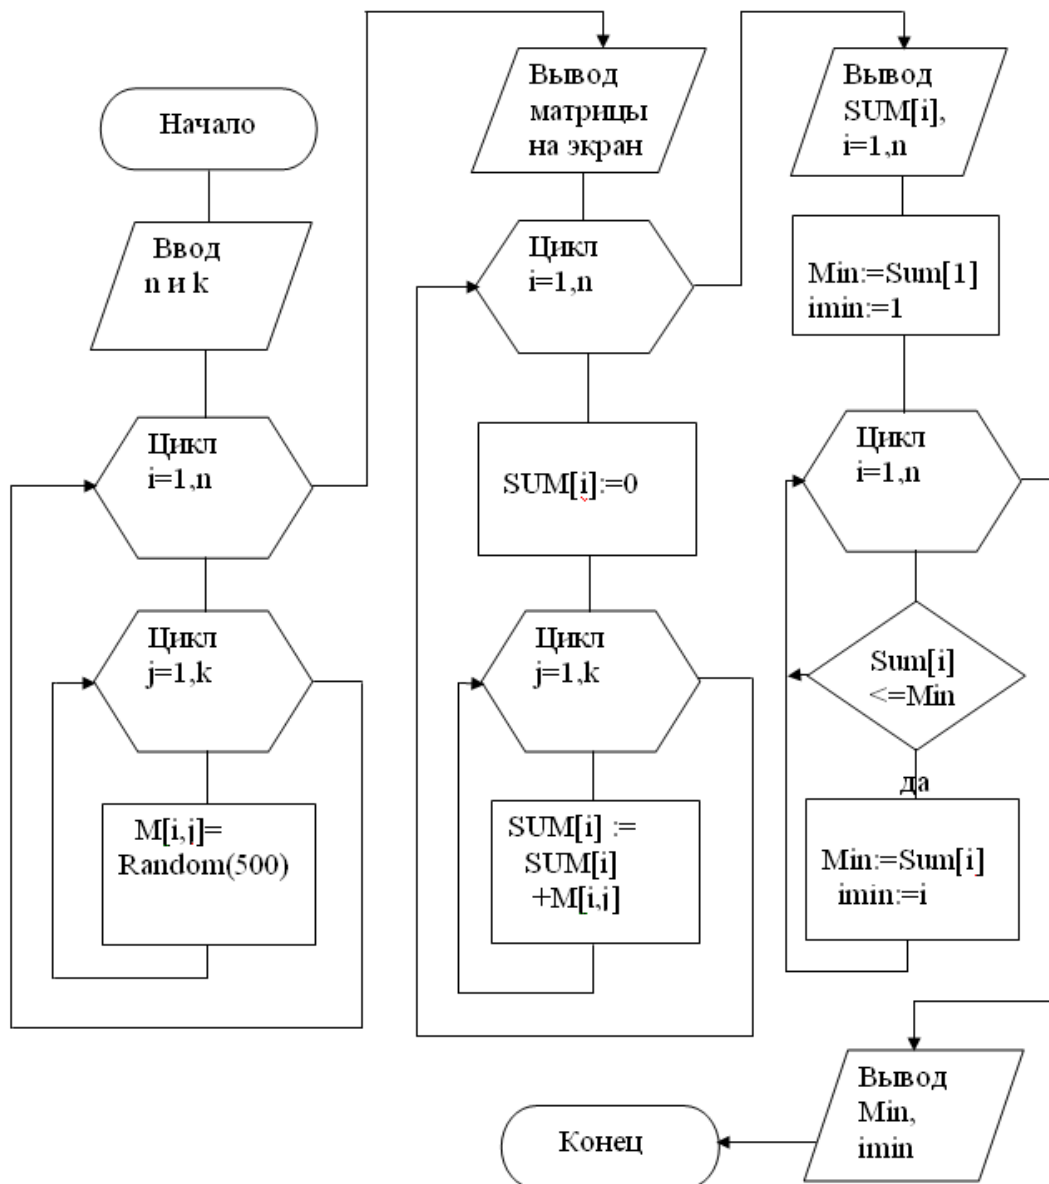 Начало
Ввод
n и k
Цикл
i=1,n
Цикл
j=1,k
M[i,j]=
Random(500)
Вывод
матрицы
на экран
Цикл
i=1,n
SUM[i]:=0
Цикл
j=1,k
SUM[i] :=
SUM[i]
+M[i,j]
Вывод
SUM[i],
i=1,n
Min:=Sum[1]
imin:=1
Цикл
i=1,n
Sum[i]
<=Min
да
Min:=Sum[i]
imin:=i
Вывод
Min,
imin
Конец